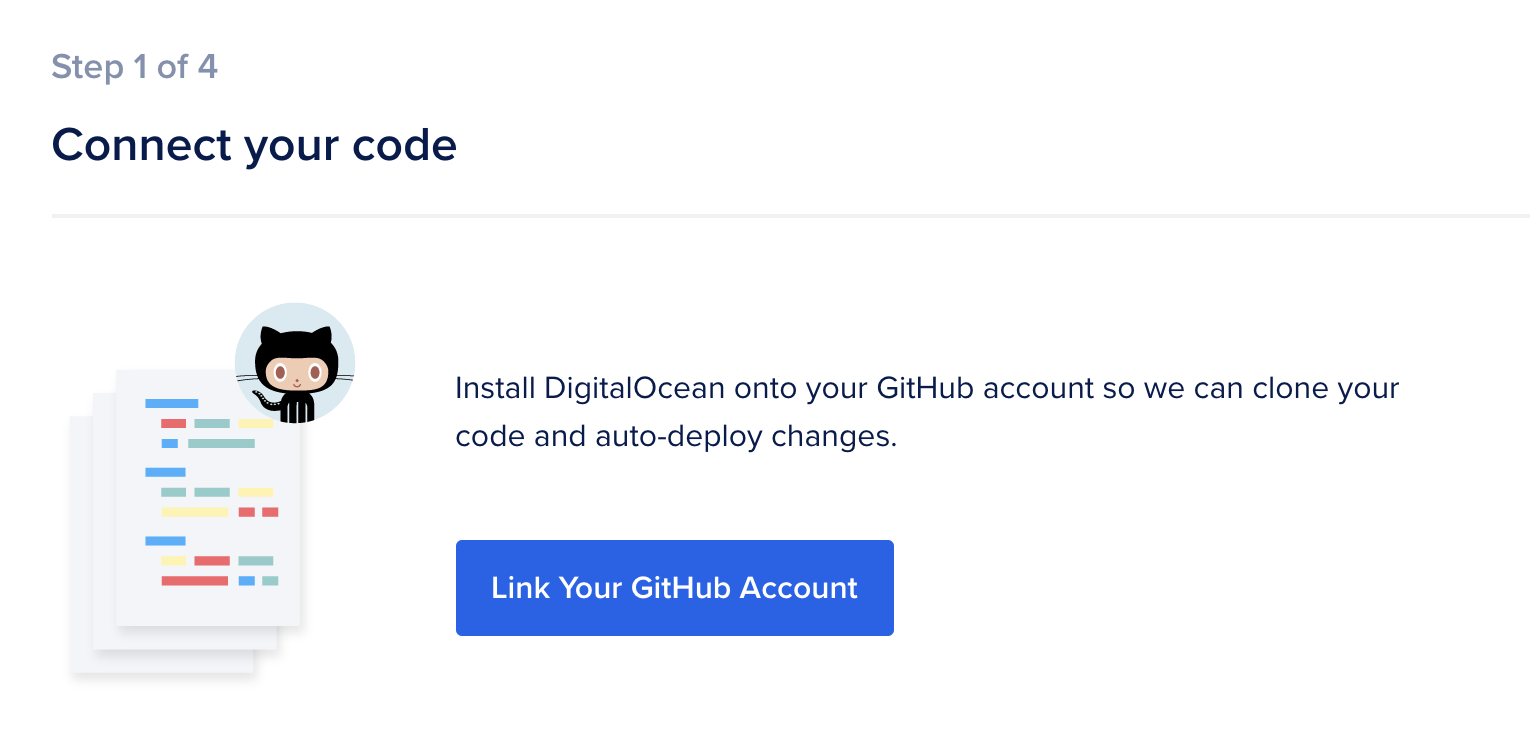 Step 1 of 4
Connect your code
Install DigitalOcean onto your GitHub account so we can clone your
code and auto-deploy changes.
Link Your GitHub Account